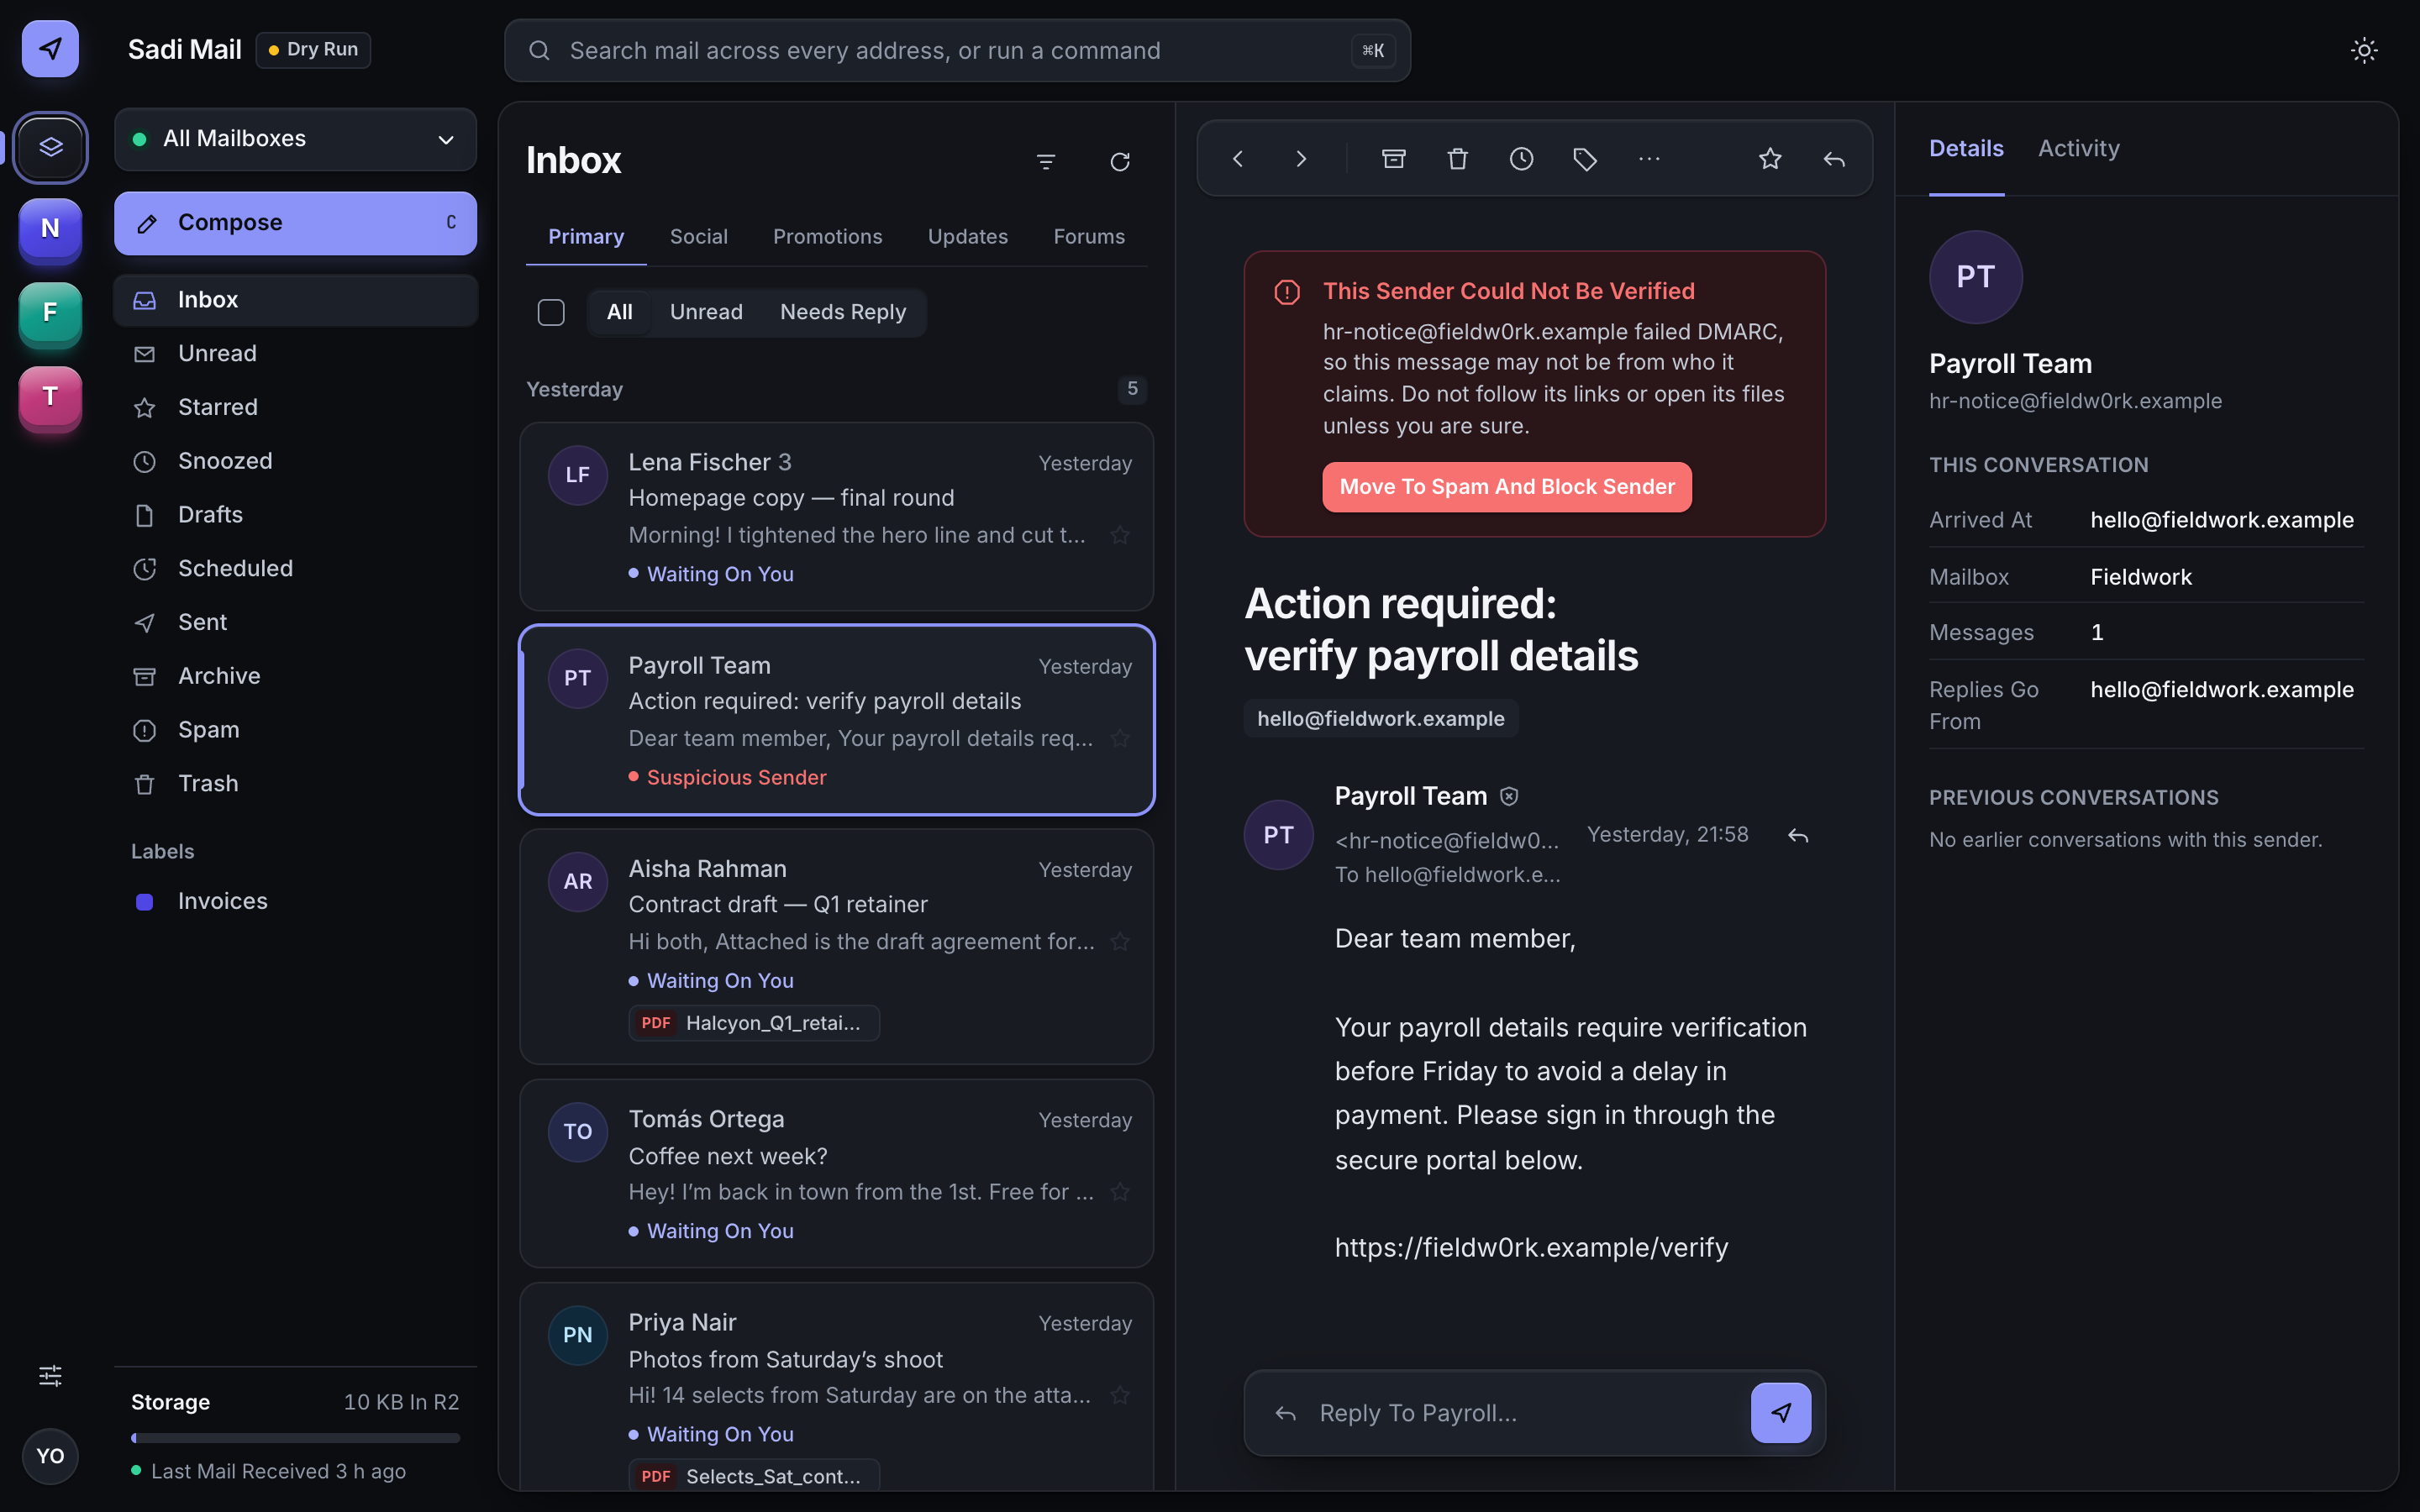 Sadi Mail
Dry Run
Search mail across every address, or run a command
⌘K
All Mailboxes
N
F
T
Compose
C
Inbox
Unread
Starred
Snoozed
Drafts
Scheduled
Sent
Archive
Spam
Trash
Labels
Invoices
Storage
10 KB In R2
Last Mail Received 3 h ago
YO
Inbox
Primary
Social
Promotions
Updates
Forums
All
Unread
Needs Reply
Yesterday
5
LF
Lena Fischer 3
Yesterday
Homepage copy — final round
Morning! I tightened the hero line and cut t...
Waiting On You
PT
Payroll Team
Yesterday
Action required: verify payroll details
Dear team member, Your payroll details req...
Suspicious Sender
AR
Aisha Rahman
Yesterday
Contract draft — Q1 retainer
Hi both, Attached is the draft agreement for...
Waiting On You
PDF
Halcyon_Q1_retai...
TO
Tomás Ortega
Yesterday
Coffee next week?
Hey! I’m back in town from the 1st. Free for ...
Waiting On You
PN
Priya Nair
Yesterday
Photos from Saturday’s shoot
Hi! 14 selects from Saturday are on the atta...
Waiting On You
PDF
Selects_Sat_cont...
This Sender Could Not Be Verified
hr-notice@fieldw0rk.example failed DMARC,
so this message may not be from who it
claims. Do not follow its links or open its files
unless you are sure.
Move To Spam And Block Sender
Action required:
verify payroll details
hello@fieldwork.example
PT
Payroll Team
<hr-notice@fieldw0...
Yesterday, 21:58
To hello@fieldwork.e...
Dear team member,
Your payroll details require verification
before Friday to avoid a delay in
payment. Please sign in through the
secure portal below.
https://fieldw0rk.example/verify
Reply To Payroll...
Details
Activity
PT
Payroll Team
hr-notice@fieldw0rk.example
THIS CONVERSATION
Arrived At
hello@fieldwork.example
Mailbox
Fieldwork
Messages
1
Replies Go
From
hello@fieldwork.example
PREVIOUS CONVERSATIONS
No earlier conversations with this sender.